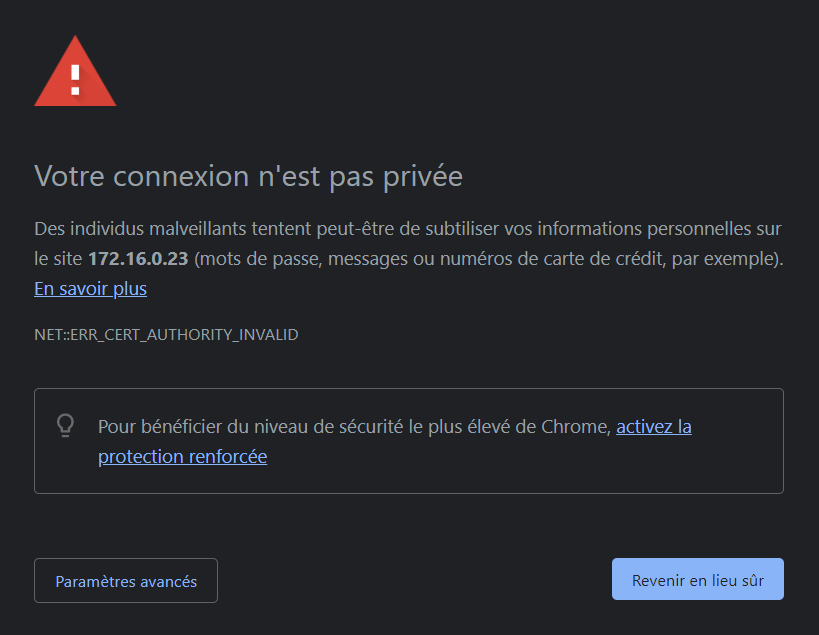 Votre connexion n'est pas privée
Des individus malveillants tentent peut-être de subtiliser vos informations personnelles sur
le site 172.16.0.23 (mots de passe, messages ou numéros de carte de crédit, par exemple).
En savoir plus
NET::ERR_CERT_AUTHORITY_INVALID
Pour bénéficier du niveau de sécurité le plus élevé de Chrome, activez la
protection renforcée
Paramètres avancés
Revenir en lieu sûr